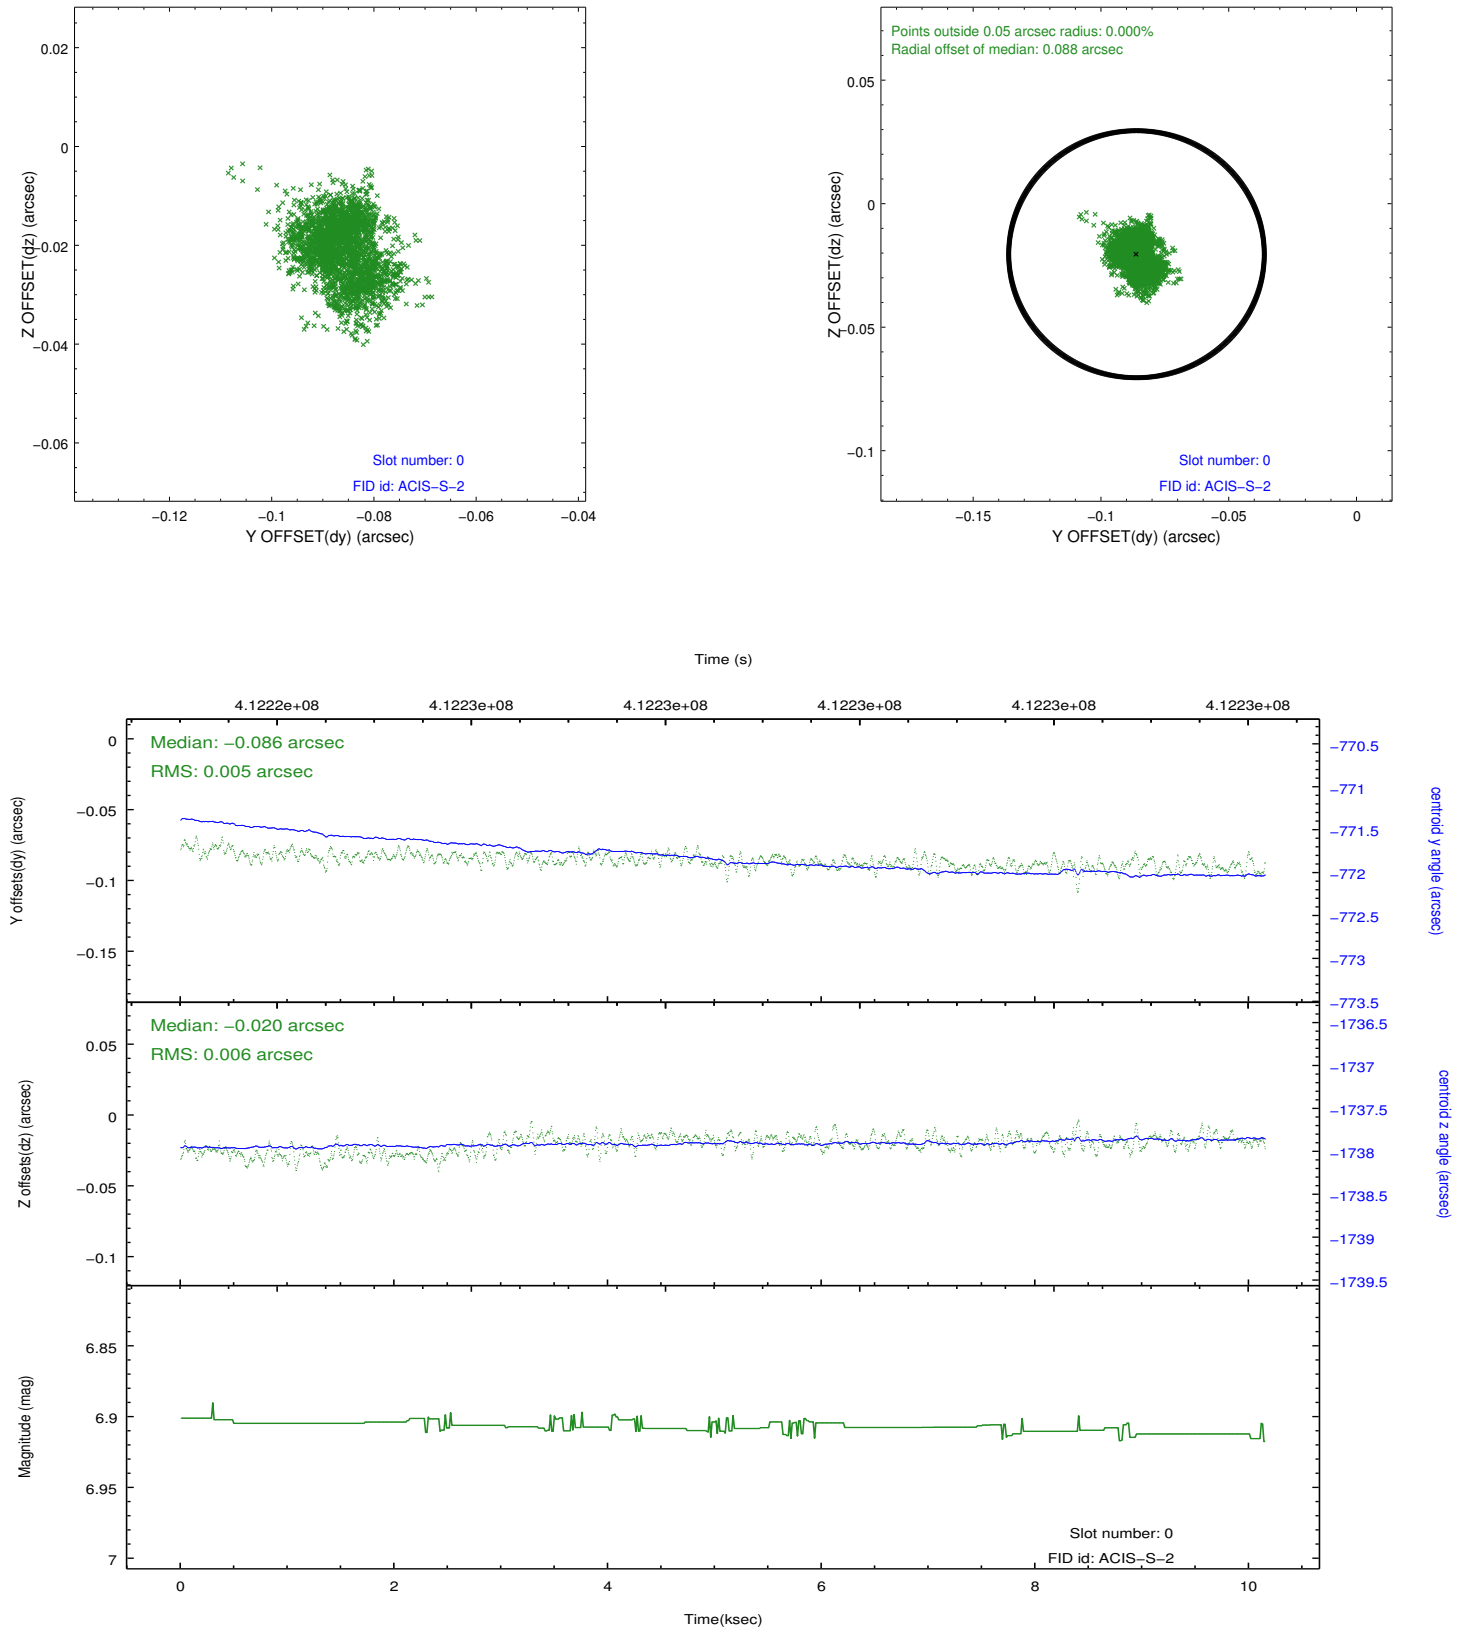 0.02
0
−0.02
−0.04
−0.06
Z OFFSET(dz) (arcsec)
Slot number: 0
FID id: ACIS−S−2
−0.12
−0.1
−0.08
−0.06
−0.04
Y OFFSET(dy) (arcsec)
Points outside 0.05 arcsec radius: 0.000%
Radial offset of median: 0.088 arcsec
0.05
0
−0.05
−0.1
Z OFFSET(dz) (arcsec)
Slot number: 0
FID id: ACIS−S−2
−0.15
−0.1
−0.05
0
Y OFFSET(dy) (arcsec)
Time (s)
4.1222e+08
4.1223e+08
4.1223e+08
4.1223e+08
4.1223e+08
4.1223e+08
Median: −0.086 arcsec
RMS: 0.005 arcsec
0
−0.05
−0.1
−0.15
Y offsets(dy) (arcsec)
−770.5
−771
−771.5
−772
−772.5
−773
−773.5
centroid y angle (arcsec)
Median: −0.020 arcsec
RMS: 0.006 arcsec
0.05
0
−0.05
−0.1
Z offsets(dz) (arcsec)
−1736.5
−1737
−1737.5
−1738
−1738.5
−1739
−1739.5
centroid z angle (arcsec)
6.85
6.9
6.95
7
Magnitude (mag)
Slot number: 0
FID id: ACIS−S−2
0
2
4
6
8
10
Time(ksec)